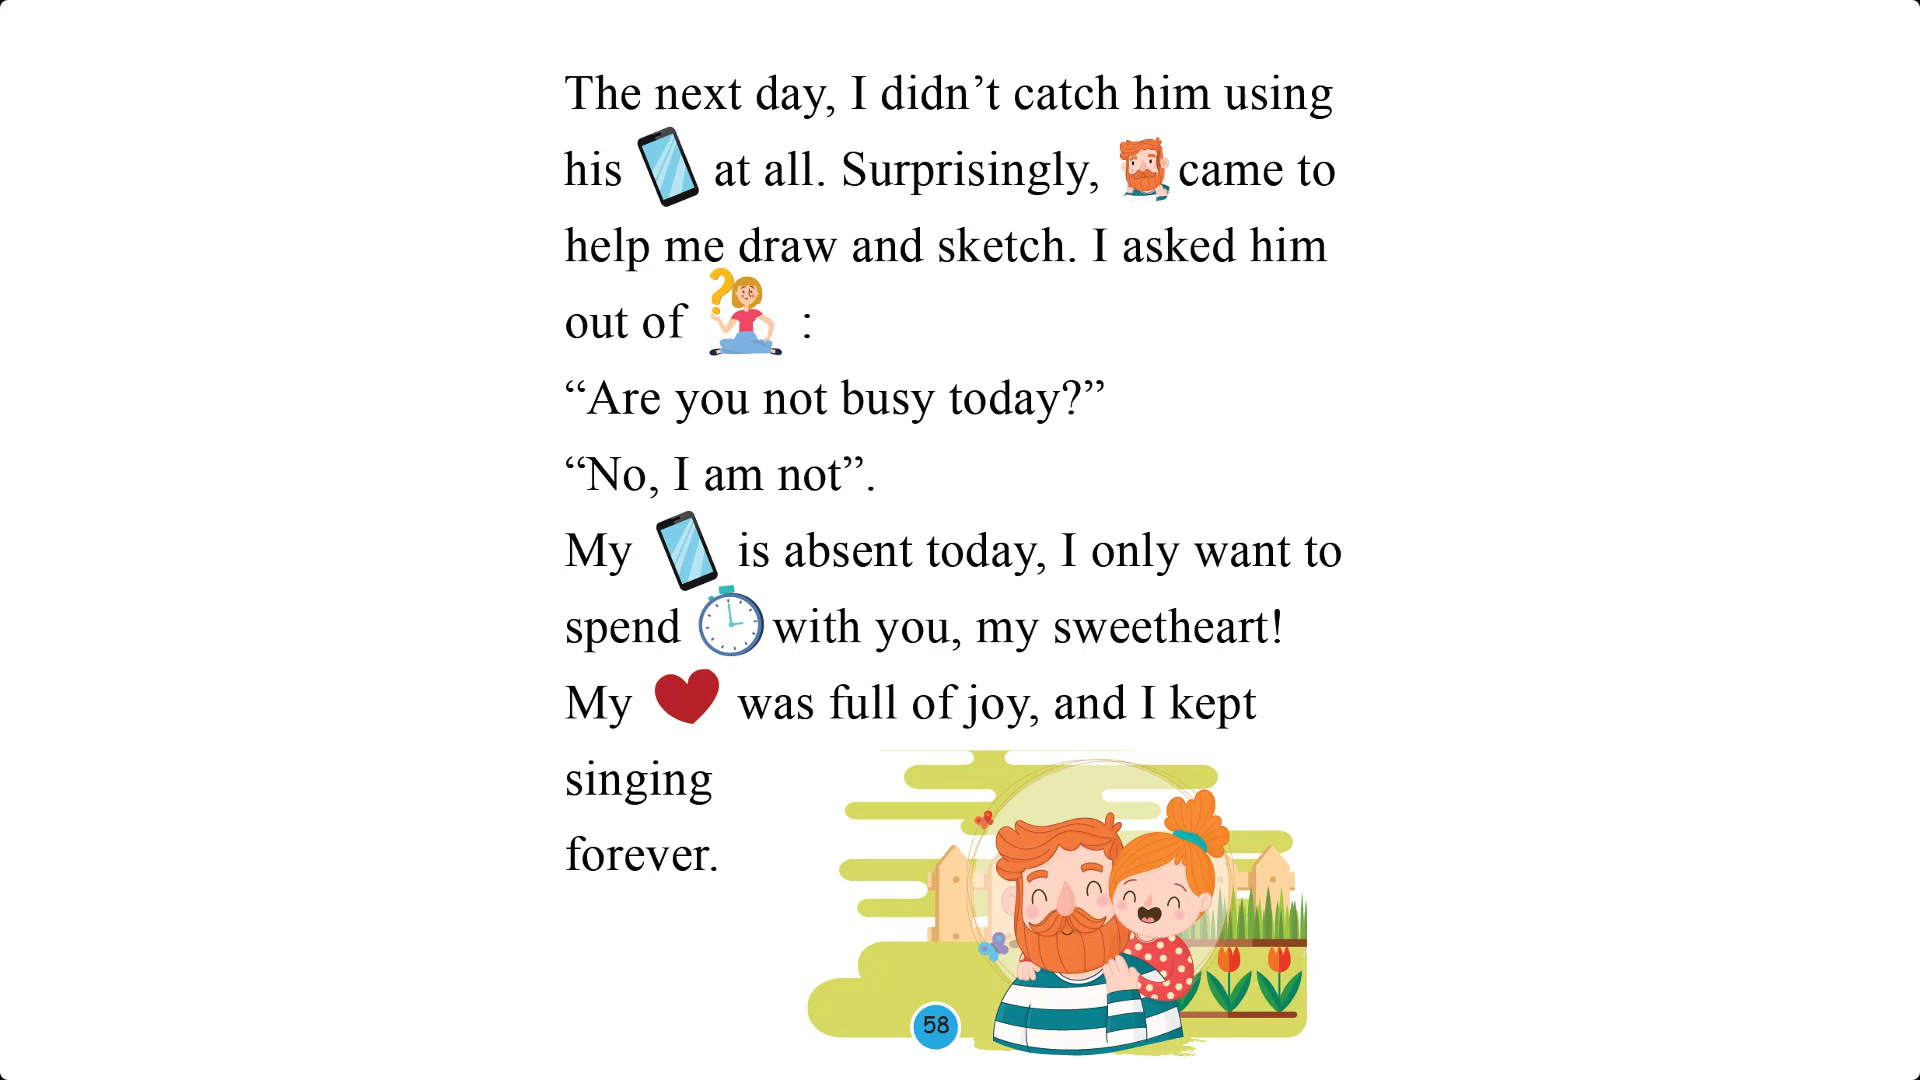 The next day, I didn’t catch him using
his at all. Surprisingly, came to
help me draw and sketch. I asked him
out of :
“Are you not busy today?”
“No, I am not”.
My is absent today, I only want to
spend with you, my sweetheart!
My was full of joy, and I kept
singing
forever.
58